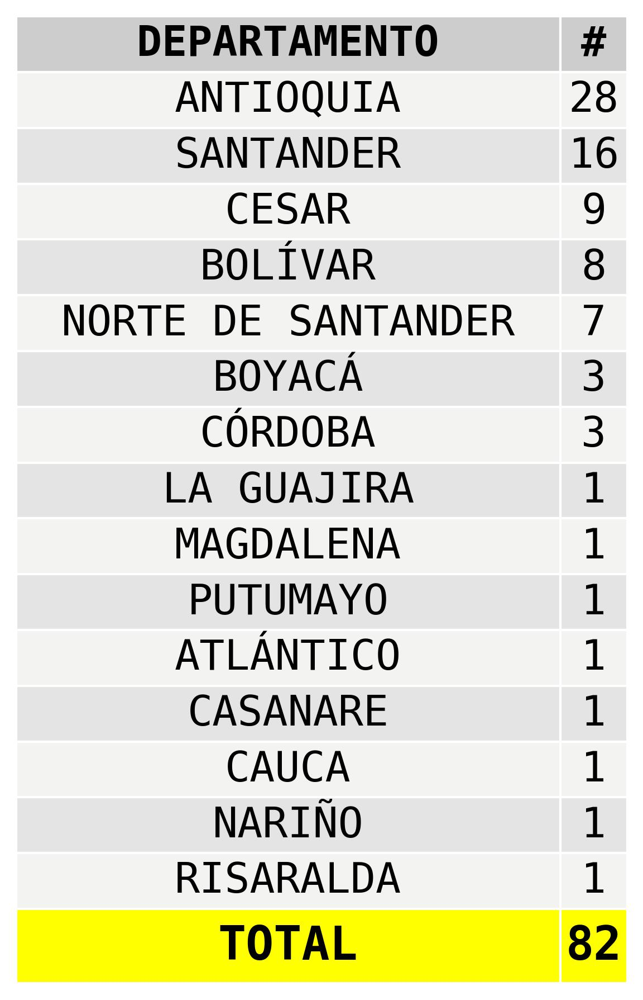 DEPARTAMENTO #
ANTIOQUIA 28
SANTANDER 16
CESAR 9
BOLÍVAR 8
NORTE DE SANTANDER 7
BOYACÁ 3
CÓRDOBA 3
LA GUAJIRA 1
MAGDALENA 1
PUTUMAYO 1
ATLÁNTICO 1
CASANARE 1
CAUCA 1
NARIÑO 1
RISARALDA 1
TOTAL 82